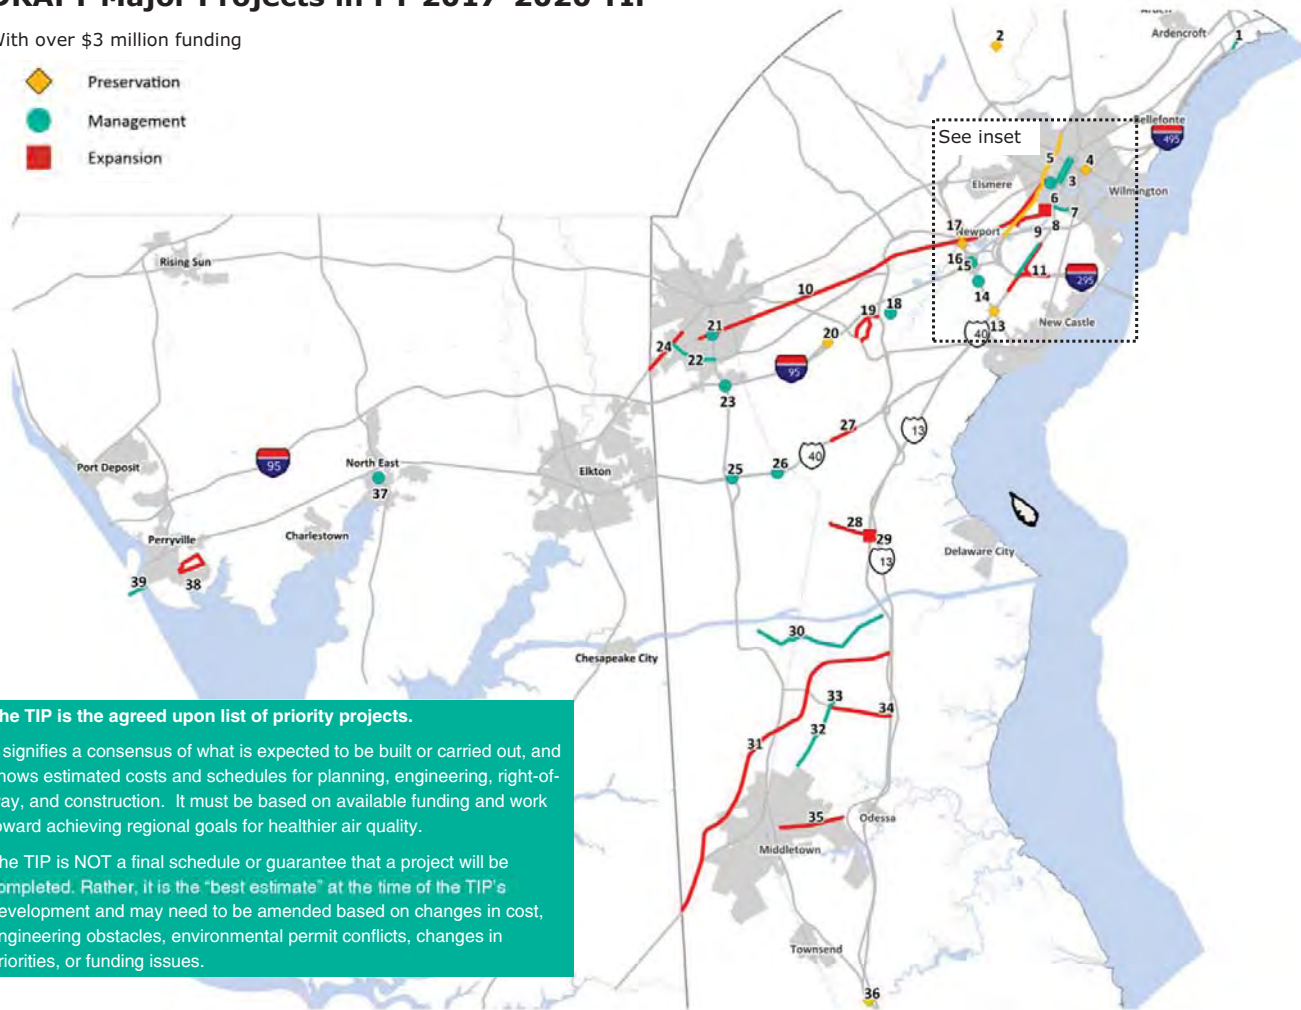 DRAFT Major Projects in FY 2017-2020 TIP
With over $3 million funding
Preservation
Management
Expansion
Arden
Ardencroft
1
2
Bellefonte
495
See inset
5
4
Elsmere
3
Wilmington
6
7
8
17
Newport
9
16
15
11
295
10
14
19
18
13
New Castle
40
Rising Sun
21
20
24
22
95
23
27
13
40
Port Deposit
95
North East
37
Elkton
25
26
28
29
13
Delaware City
Perryville
Charlestown
39
38
30
Chesapeake City
33
34
32
31
35
Odessa
Middletown
Townsend
36
he TIP is the agreed upon list of priority projects.
signifies a consensus of what is expected to be built or carried out, and
hows estimated costs and schedules for planning, engineering, right-of-
ay, and construction. It must be based on available funding and work
oward achieving regional goals for healthier air quality.
he TIP is NOT a final schedule or guarantee that a project will be
ompleted. Rather, it is the “best estimate” at the time of the TIP’s
evelopment and may need to be amended based on changes in cost,
ngineering obstacles, environmental permit conflicts, changes in
riorities, or funding issues.